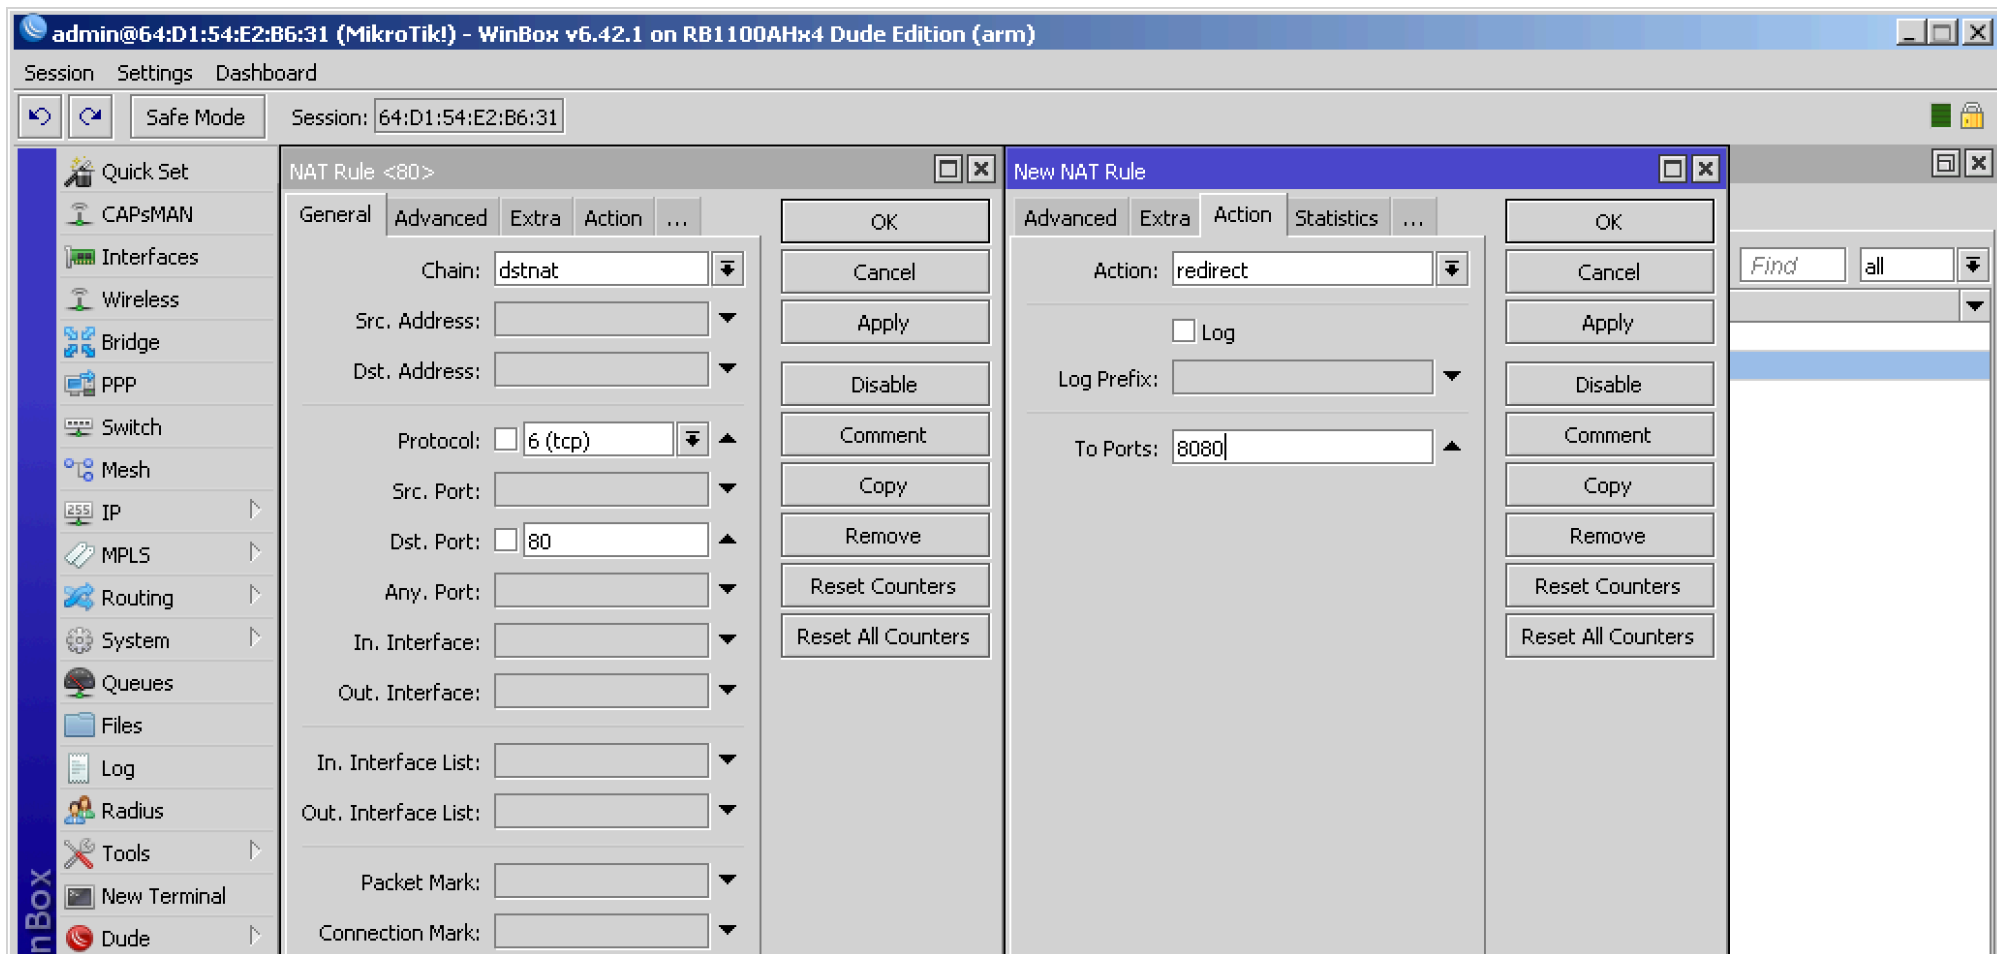 admin@64:D1:54:E2:B6:31 (MikroTik!) - WinBox v6.42.1 on RB1100AHx4 Dude Edition (arm)
Session Settings Dashboard
Safe Mode Session: 64:D1:54:E2:B6:31
Quick Set
CAPsMAN
Interfaces
Wireless
Bridge
PPP
Switch
Mesh
IP
MPLS
Routing
System
Queues
Files
Log
Radius
Tools
New Terminal
Dude
nBox
NAT Rule <80>
General Advanced Extra Action ...
Chain: dstnat
Src. Address:
Dst. Address:
Protocol: 6 (tcp)
Src. Port:
Dst. Port: 80
Any. Port:
In. Interface:
Out. Interface:
In. Interface List:
Out. Interface List:
Packet Mark:
Connection Mark:
OK
Cancel
Apply
Disable
Comment
Copy
Remove
Reset Counters
Reset All Counters
New NAT Rule
Advanced Extra Action Statistics ...
Action: redirect
Log
Log Prefix:
To Ports: 8080
OK
Cancel
Apply
Disable
Comment
Copy
Remove
Reset Counters
Reset All Counters
Find all